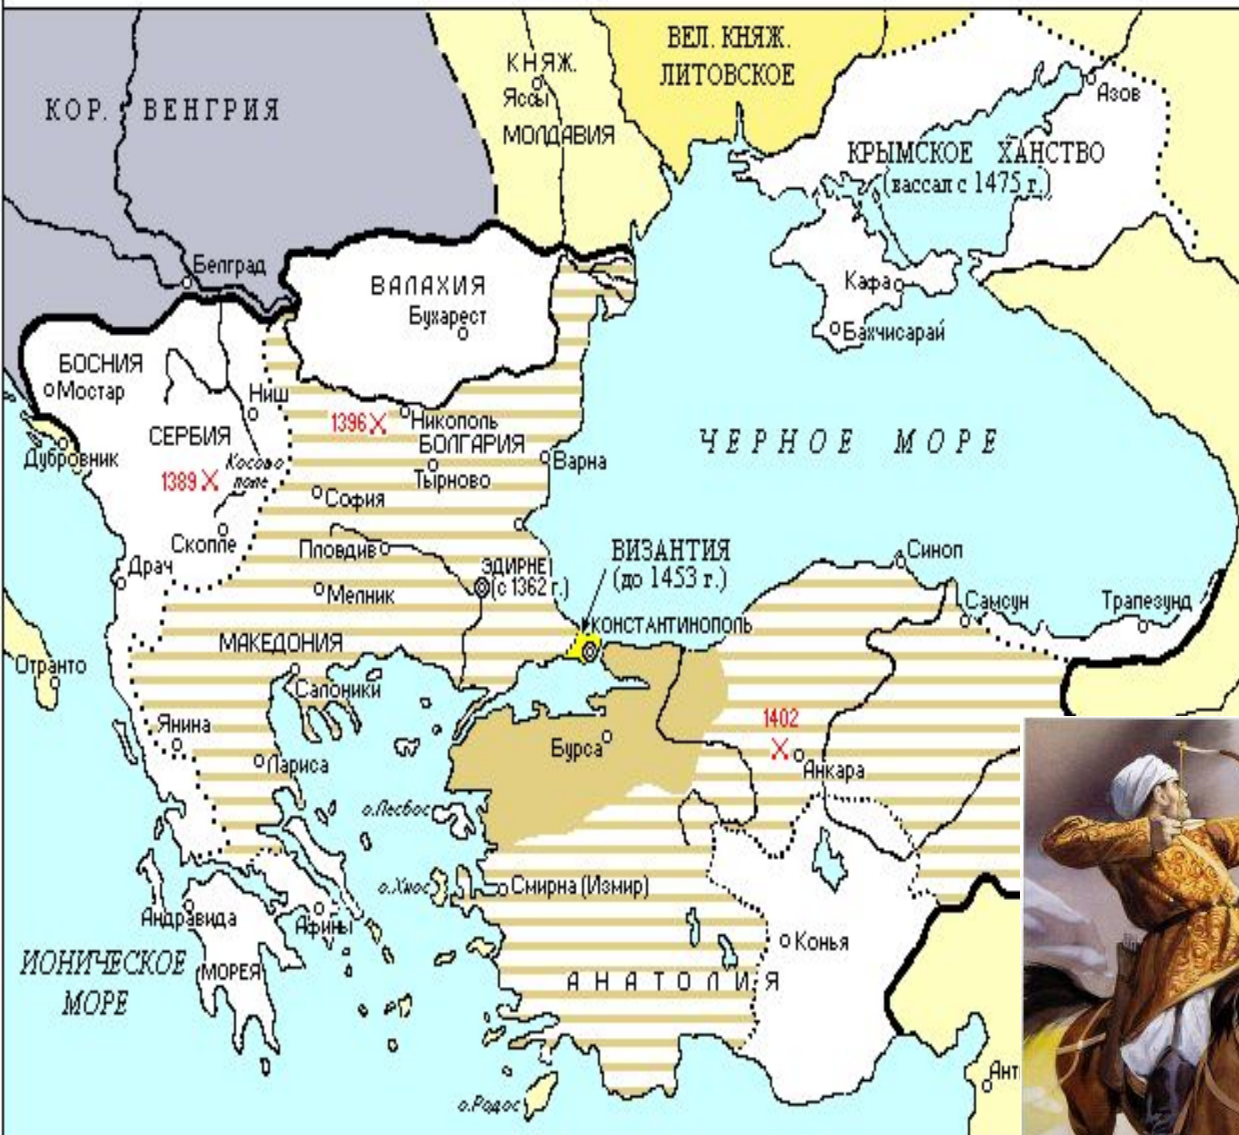 КОР. ВЕНГРИЯ
КНЯЖ.
Яссы
МОЛДАВИЯ
ВЕЛ. КНЯЖ.
ЛИТОВСКОЕ
Азов
КРЫМСКОЕ ХАНСТВО
(вассал с 1475 г.)
Белград
ВАЛАХИЯ
Бухарест
Кафа
Бахчисарай
БОСНИЯ
Мостар
Ниш
СЕРБИЯ
1396
Никополь
БОЛГАРИЯ
ЧЕРНОЕ МОРЕ
Дубровник
Косово
поле
1389
Тырново
Варна
София
Скопле
Пловдив
ЭДИРНЕ
(с 1362 г.)
ВИЗАНТИЯ
(до 1453 г.)
Синоп
Драч
Мелник
Самсун
Трапезунд
КОНСТАНТИНОПОЛЬ
МАКЕДОНИЯ
Отранто
Салоники
Янина
Лариса
Бурса
1402
Анкара
о.Лесбос
о.Хиос
Смирна (Измир)
Андравида
Афины
Конья
ИОНИЧЕСКОЕ
МОРЕ
МОРЕЯ
АНАТОЛИЯ
о.Родос
Ант